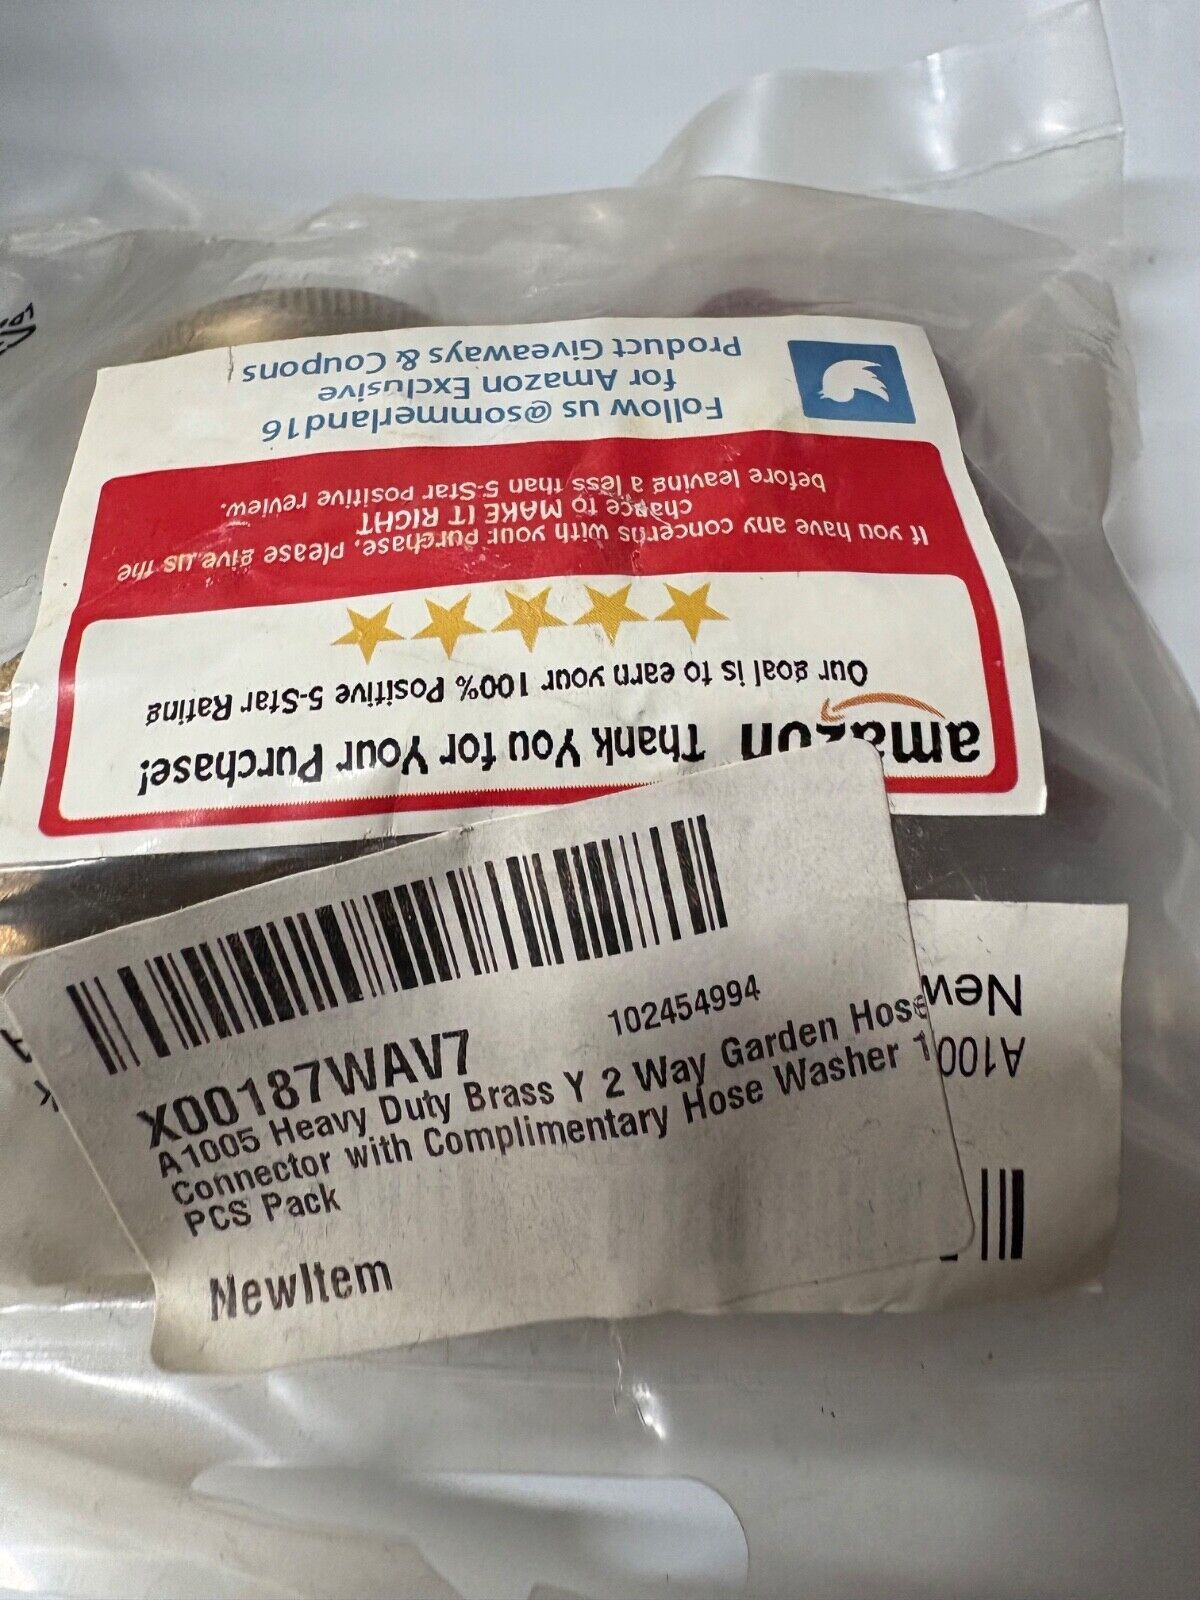 Follow us @sommerland16
for Amazon Exclusive
Product Giveaways & Coupons
If you have any concerns with your purchase, Please give us the
chance to MAKE IT RIGHT
before leaving a less than 5-Star Positive review.
amazon Thank You for Your Purchase!
Our goal is to earn your 100% Positive 5-Star Rating
X00187WAV7
102454994
A1005 Heavy Duty Brass Y 2 Way Garden Hose
Connector with Complimentary Hose Washer 1
PCS Pack
NewItem
A100
New